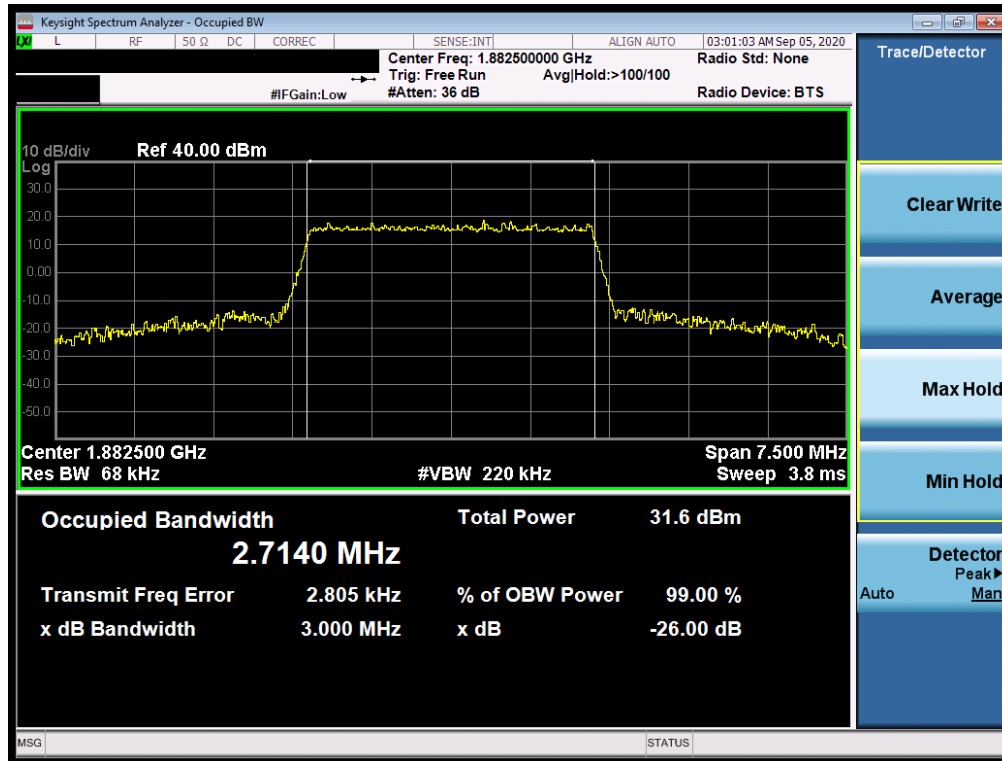 Keysight Spectrum Analyzer - Occupied BW
LXI L RF 50 Ω DC CORREC SENSE:INT ALIGN AUTO 03:01:03 AM Sep 05, 2020
Center Freq: 1.882500000 GHz Radio Std: None
Trig: Free Run Avg|Hold:>100/100
#IFGain:Low #Atten: 36 dB Radio Device: BTS
10 dB/div Ref 40.00 dBm
Log
30.0
20.0
10.0
0.00
-10.0
-20.0
-30.0
-40.0
-50.0
Center 1.882500 GHz Span 7.500 MHz
Res BW 68 kHz #VBW 220 kHz Sweep 3.8 ms
Occupied Bandwidth Total Power 31.6 dBm
2.7140 MHz
Transmit Freq Error 2.805 kHz % of OBW Power 99.00 %
x dB Bandwidth 3.000 MHz x dB -26.00 dB
MSG STATUS
Trace/Detector
Clear Write
Average
Max Hold
Min Hold
Detector
Peak▶
Auto Man